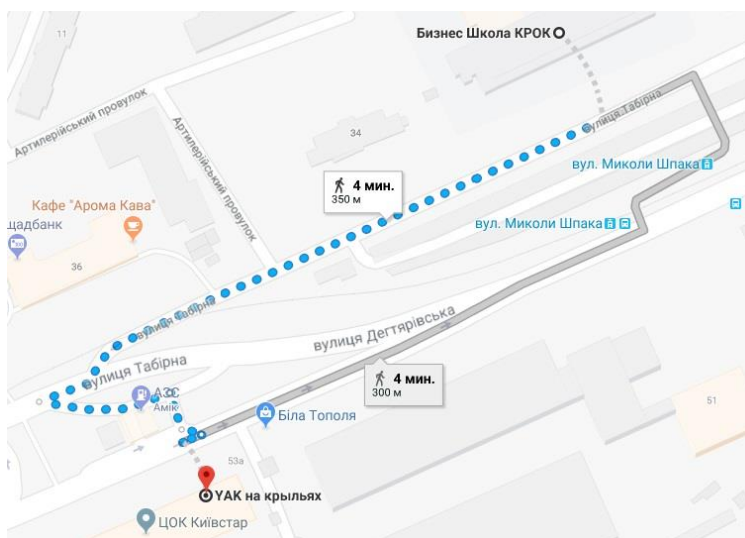 Бизнес Школа КРОК
11
Артилерійський провулок
Артилерійський провулок
34
вулиця Табірна
вул. Миколи Шпака
4 мин.
350 м
Кафе "Арома Кава"
щадбанк
вул. Миколи Шпака
36
вулиця Табірна
вулиця Дегтярівська
вулиця Табірна
4 мин.
300 м
АЗС
Амік
51
Біла Тополя
53а
YAK на крыльях
ЦОК Київстар